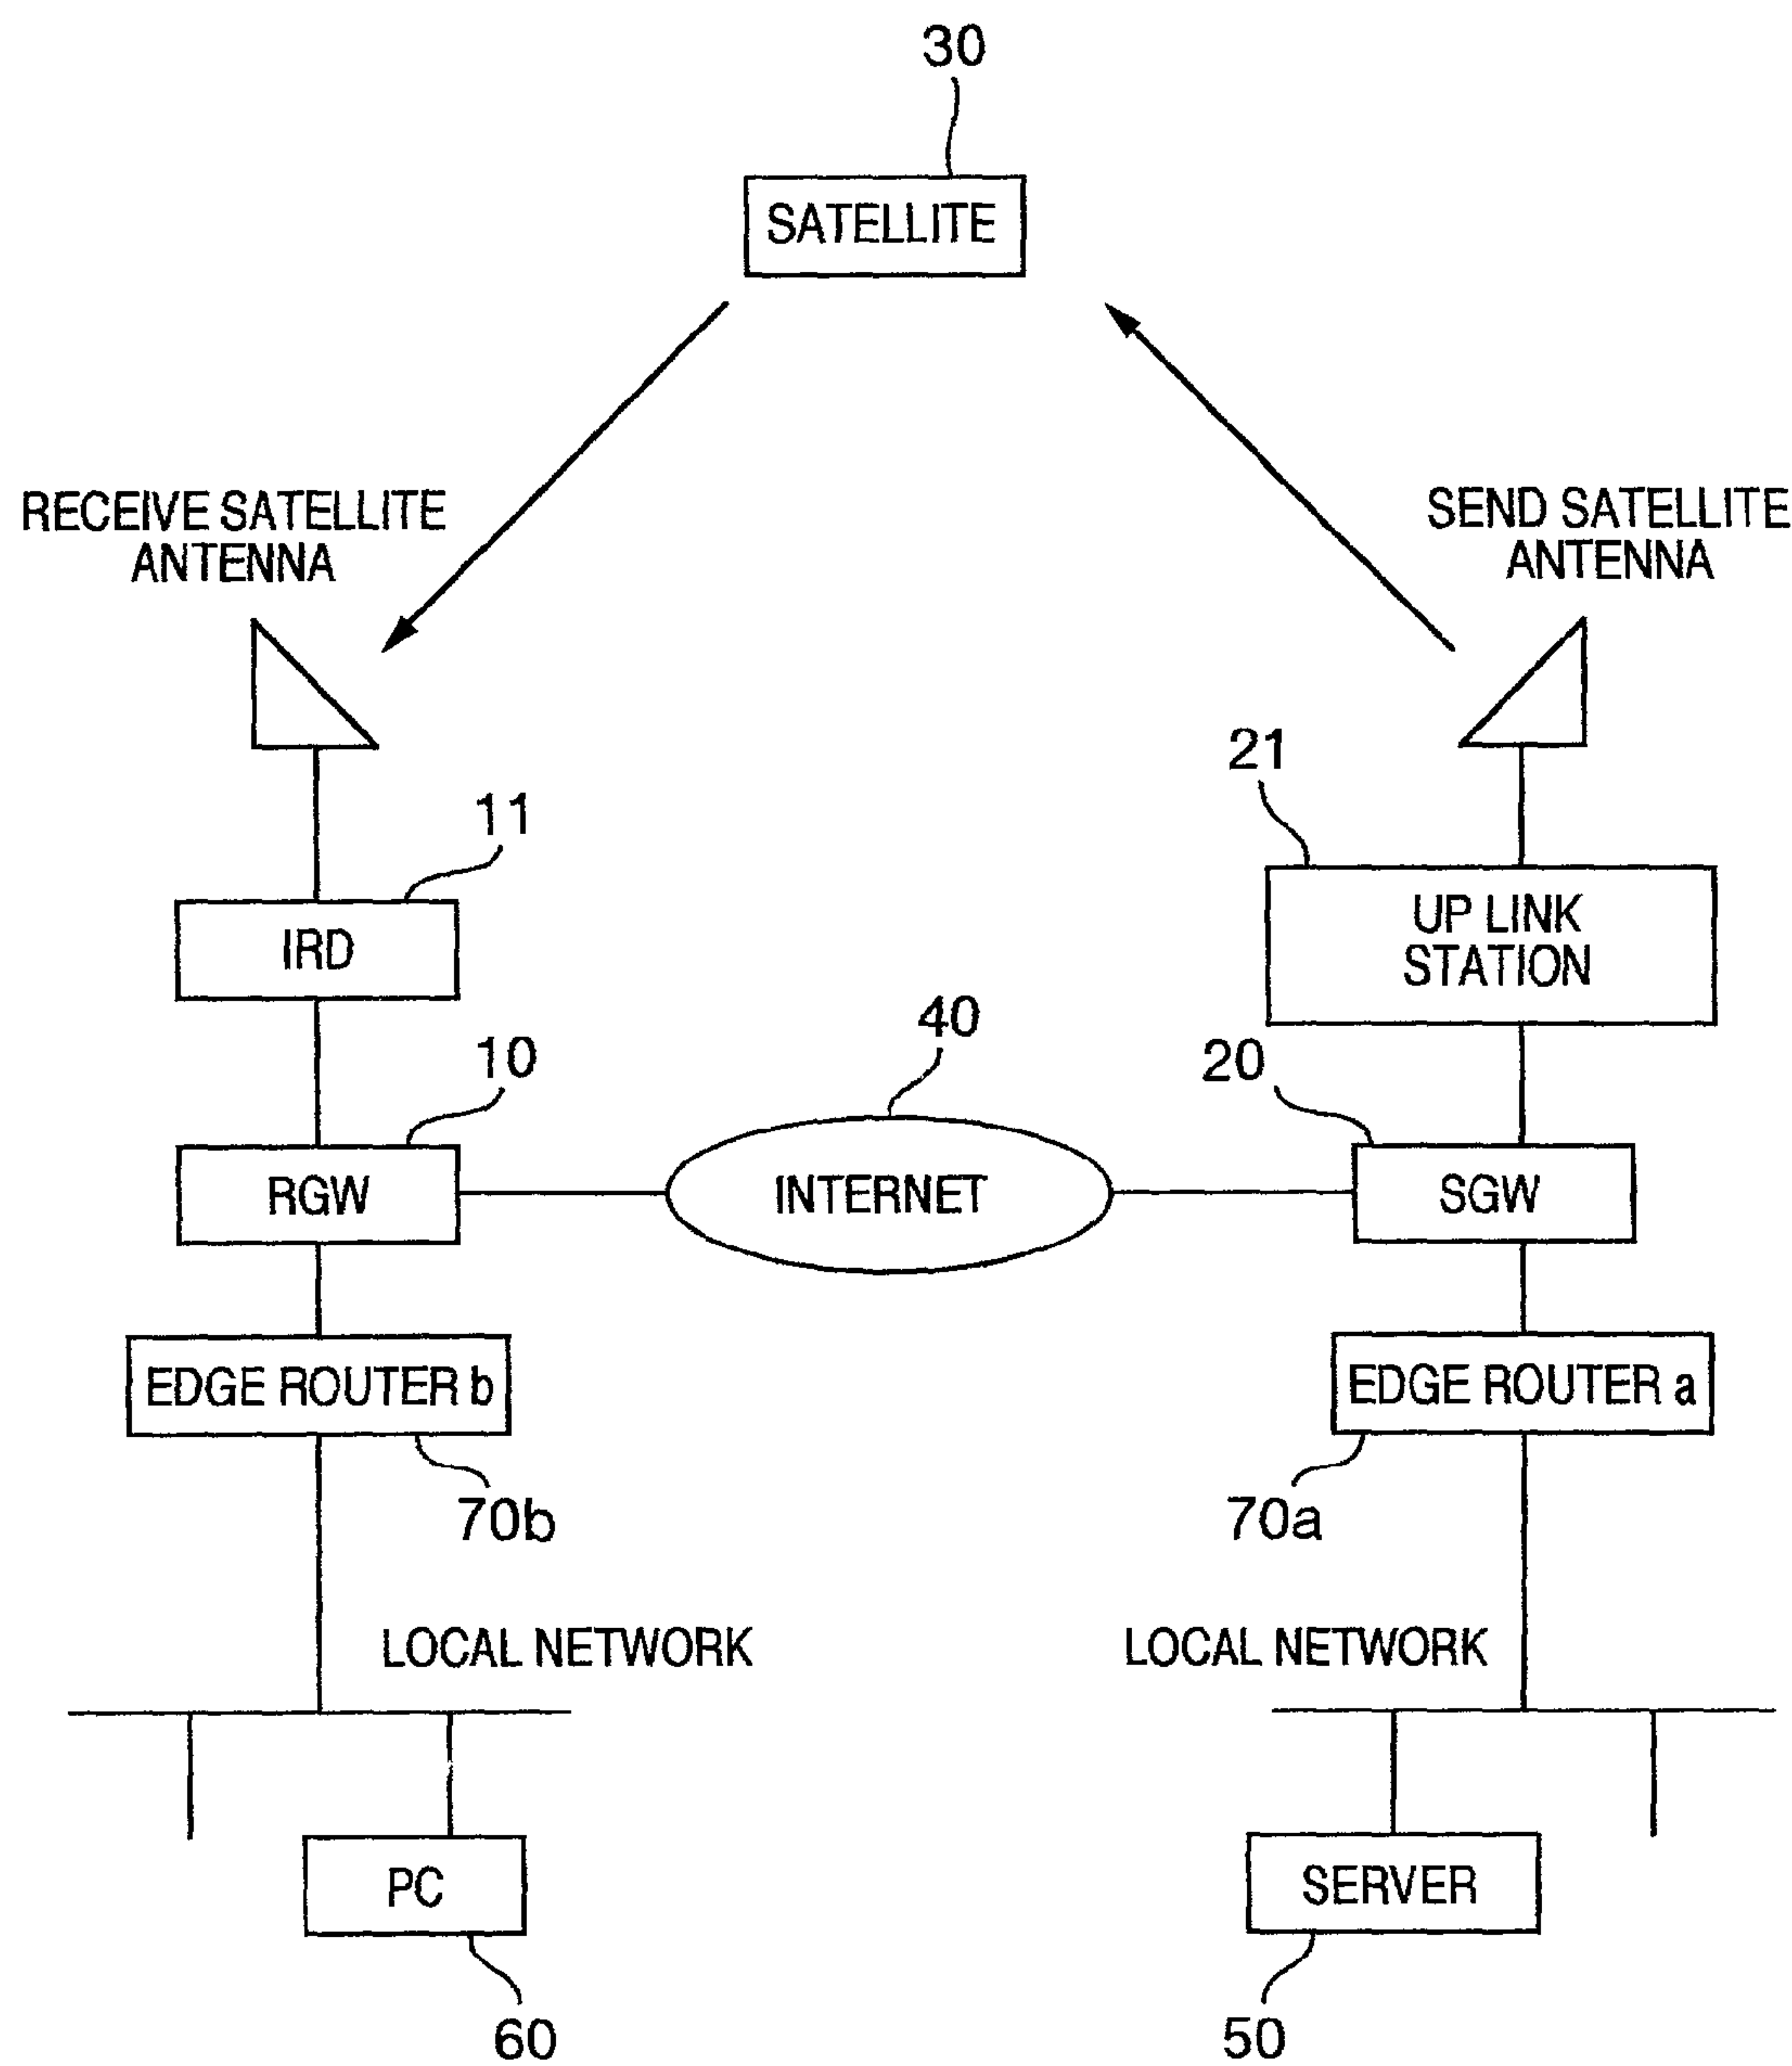 30
SATELLITE
RECEIVE SATELLITE
ANTENNA
SEND SATELLITE
ANTENNA
21
11
UP LINK
STATION
IRD
40
10
20
RGW
INTERNET
SGW
EDGE ROUTER b
EDGE ROUTER a
70b
70a
LOCAL NETWORK
LOCAL NETWORK
PC
SERVER
60
50